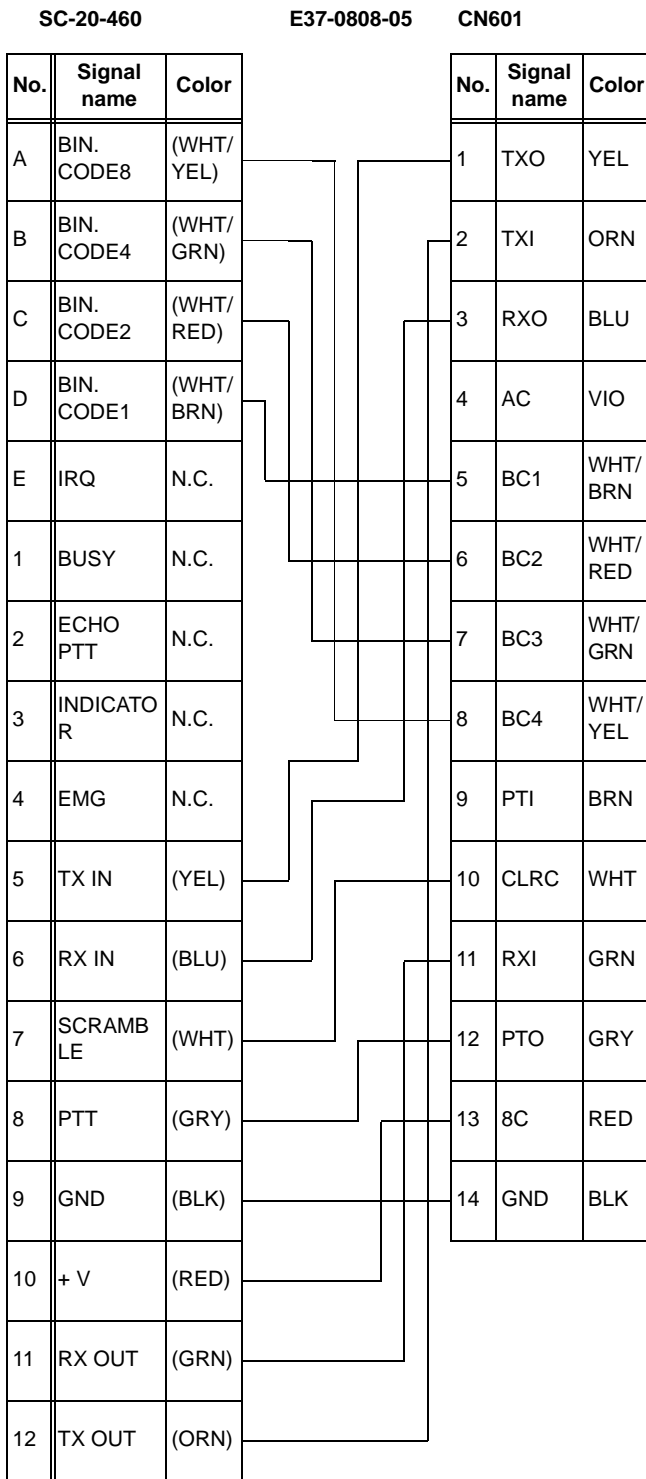 SC-20-460 E37-0808-05 CN601
No. Signal name Color
A BIN. CODE8 (WHT/ YEL)
B BIN. CODE4 (WHT/ GRN)
C BIN. CODE2 (WHT/ RED)
D BIN. CODE1 (WHT/ BRN)
E IRQ N.C.
1 BUSY N.C.
2 ECHO PTT N.C.
3 INDICATO R N.C.
4 EMG N.C.
5 TX IN (YEL)
6 RX IN (BLU)
7 SCRAMB LE (WHT)
8 PTT (GRY)
9 GND (BLK)
10 + V (RED)
11 RX OUT (GRN)
12 TX OUT (ORN)
No. Signal name Color
1 TXO YEL
2 TXI ORN
3 RXO BLU
4 AC VIO
5 BC1 WHT/ BRN
6 BC2 WHT/ RED
7 BC3 WHT/ GRN
8 BC4 WHT/ YEL
9 PTI BRN
10 CLRC WHT
11 RXI GRN
12 PTO GRY
13 8C RED
14 GND BLK